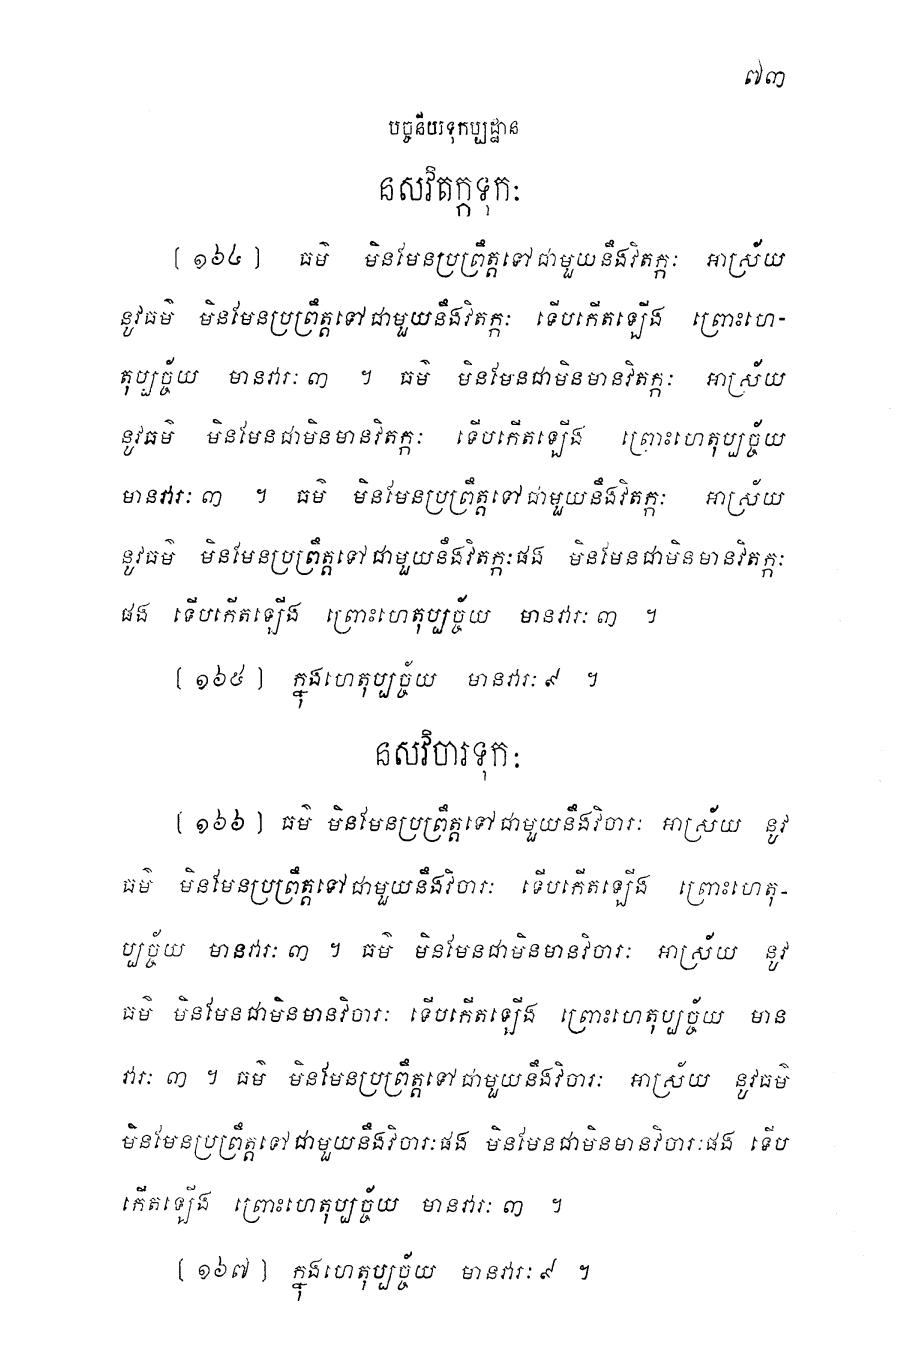 ៧៣
បច្ចនីយទុកប្បដ្ឋាន
នសវិតក្កទុកៈ
[ ១៦៤ ] ធម៌ មិនមែនប្រព្រឹត្តទៅជាមួយនឹងវិតក្កៈ អាស្រ័យ
នូវធម៌ មិនមែនប្រព្រឹត្តទៅជាមួយនឹងវិតក្កៈ ទើបកើតឡើង ព្រោះហេ-
តុប្បច្ច័យ មានវារៈ ៣ ។ ធម៌ មិនមែនជាមិនមានវិតក្កៈ អាស្រ័យ
នូវធម៌ មិនមែនជាមិនមានវិតក្កៈ ទើបកើតឡើង ព្រោះហេតុប្បច្ច័យ
មានវារៈ ៣ ។ ធម៌ មិនមែនប្រព្រឹត្តទៅជាមួយនឹងវិតក្កៈ អាស្រ័យ
នូវធម៌ មិនមែនប្រព្រឹត្តទៅជាមួយនឹងវិតក្កៈផង មិនមែនជាមិនមានវិតក្កៈ
ផង ទើបកើតឡើង ព្រោះហេតុប្បច្ច័យ មានវារៈ ៣ ។
[ ១៦៥ ] ក្នុងហេតុប្បច្ច័យ មានវារៈ ៩ ។
នសវិចារទុកៈ
[ ១៦៦ ] ធម៌ មិនមែនប្រព្រឹត្តទៅជាមួយនឹងវិចារៈ អាស្រ័យ នូវ
ធម៌ មិនមែនប្រព្រឹត្តទៅជាមួយនឹងវិចារៈ ទើបកើតឡើង ព្រោះហេតុ-
ប្បច្ច័យ មានវារៈ ៣ ។ ធម៌ មិនមែនជាមិនមានវិចារៈ អាស្រ័យ នូវ
ធម៌ មិនមែនជាមិនមានវិចារៈ ទើបកើតឡើង ព្រោះហេតុប្បច្ច័យ មាន
វារៈ ៣ ។ ធម៌ មិនមែនប្រព្រឹត្តទៅជាមួយនឹងវិចារៈ អាស្រ័យ នូវធម៌
មិនមែនប្រព្រឹត្តទៅជាមួយនឹងវិចារៈផង មិនមែនជាមិនមានវិចារៈផង ទើប
កើតឡើង ព្រោះហេតុប្បច្ច័យ មានវារៈ ៣ ។
[ ១៦៧ ] ក្នុងហេតុប្បច្ច័យ មានវារៈ ៩ ។